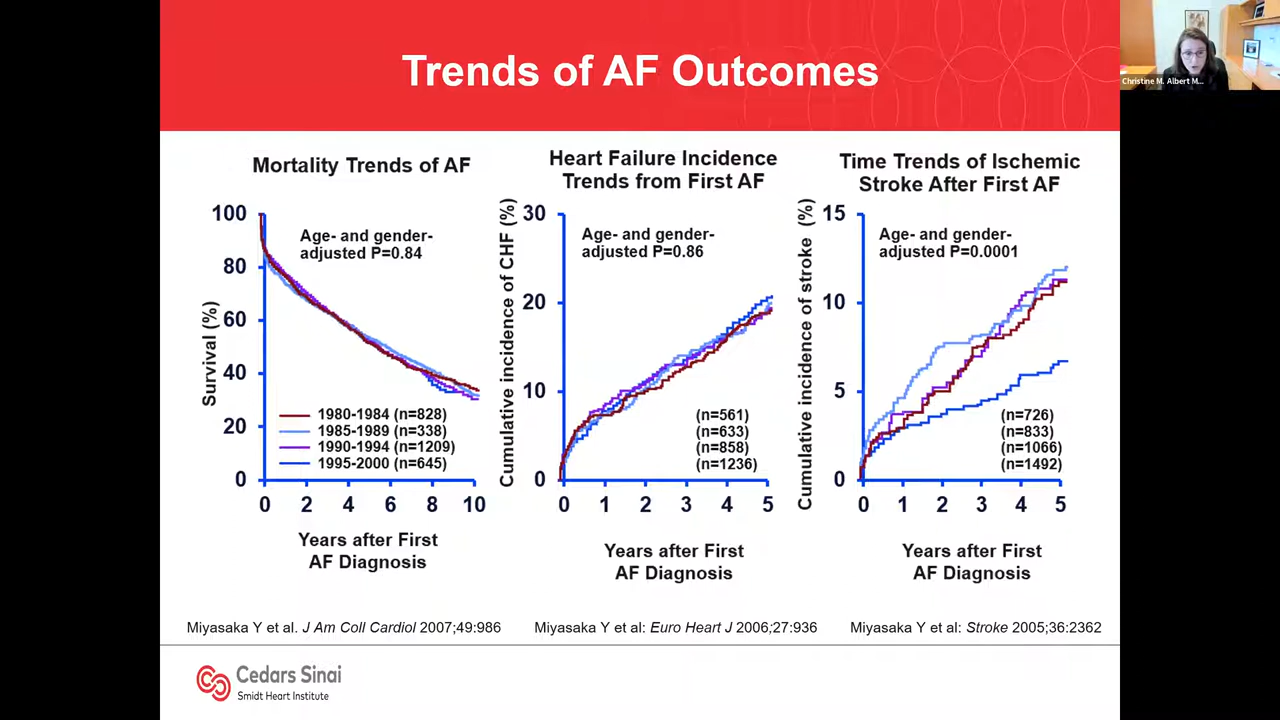 Trends of AF Outcomes
Christine M. Albert M...
Mortality Trends of AF
Age- and gender-
adjusted P=0.84
Survival (%)
100
80
60
40
20
0
1980-1984 (n=828)
1985-1989 (n=338)
1990-1994 (n=1209)
1995-2000 (n=645)
0 2 4 6 8 10
Years after First
AF Diagnosis
Heart Failure Incidence
Trends from First AF
Age- and gender-
adjusted P=0.86
Cumulative incidence of CHF (%)
30
20
10
0
(n=561)
(n=633)
(n=858)
(n=1236)
0 1 2 3 4 5
Years after First
AF Diagnosis
Time Trends of Ischemic
Stroke After First AF
Age- and gender-
adjusted P=0.0001
Cumulative incidence of stroke (%)
15
10
5
0
(n=726)
(n=833)
(n=1066)
(n=1492)
0 1 2 3 4 5
Years after First
AF Diagnosis
Miyasaka Y et al. J Am Coll Cardiol 2007;49:986
Miyasaka Y et al: Euro Heart J 2006;27:936
Miyasaka Y et al: Stroke 2005;36:2362
Cedars Sinai
Smidt Heart Institute